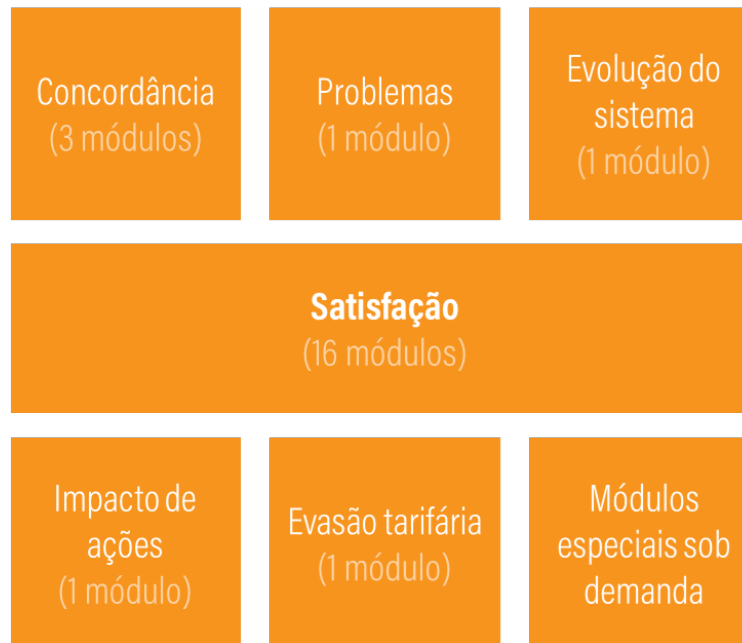 Concordância
(3 módulos)
Problemas
(1 módulo)
Evolução do
sistema
(1 módulo)
Satisfação
(16 módulos)
Impacto de
ações
(1 módulo)
Evasão tarifária
(1 módulo)
Módulos
especiais sob
demanda